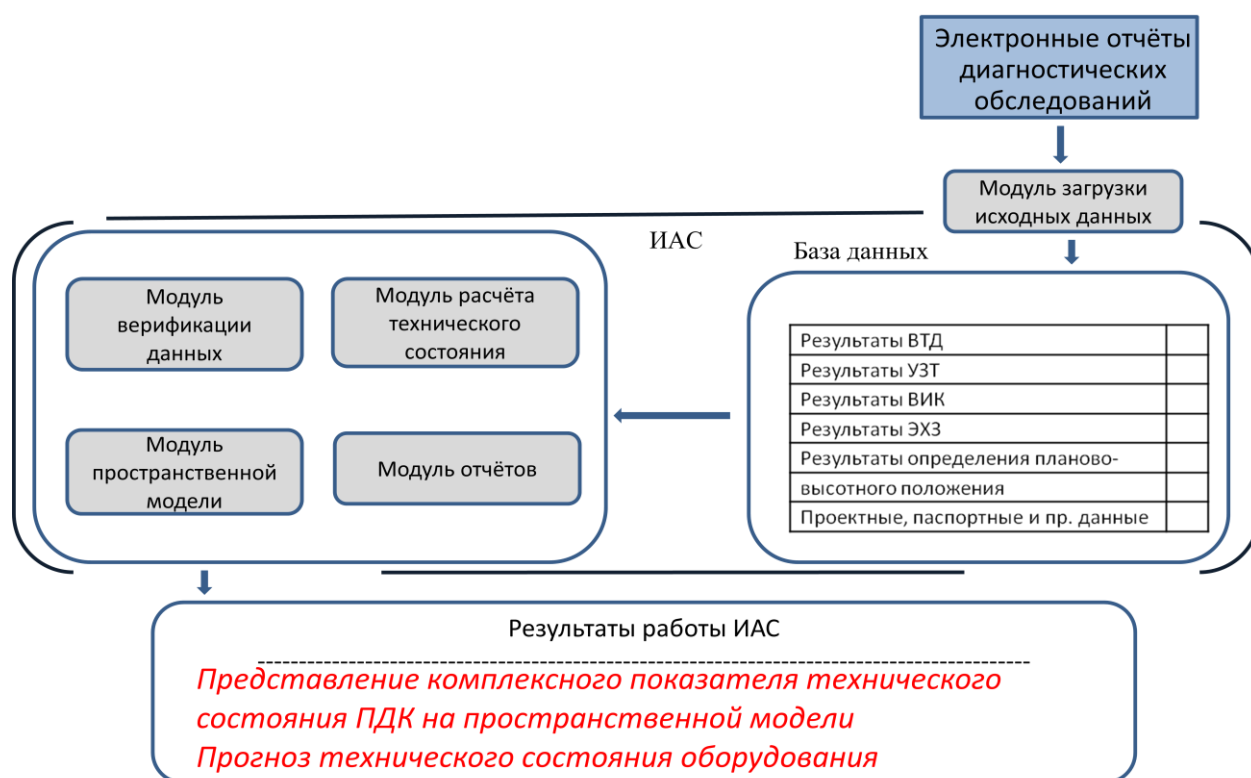 Электронные отчёты
диагностических
обследований
Модуль загрузки
исходных данных
ИАС
База данных
Модуль
верификации
данных
Модуль расчёта
технического
состояния
Модуль
пространственной
модели
Модуль отчётов
Результаты ВТД
Результаты УЗТ
Результаты ВИК
Результаты ЭХЗ
Результаты определения планово-
высотного положения
Проектные, паспортные и пр. данные
Результаты работы ИАС
Представление комплексного показателя технического
состояния ПДК на пространственной модели
Прогноз технического состояния оборудования